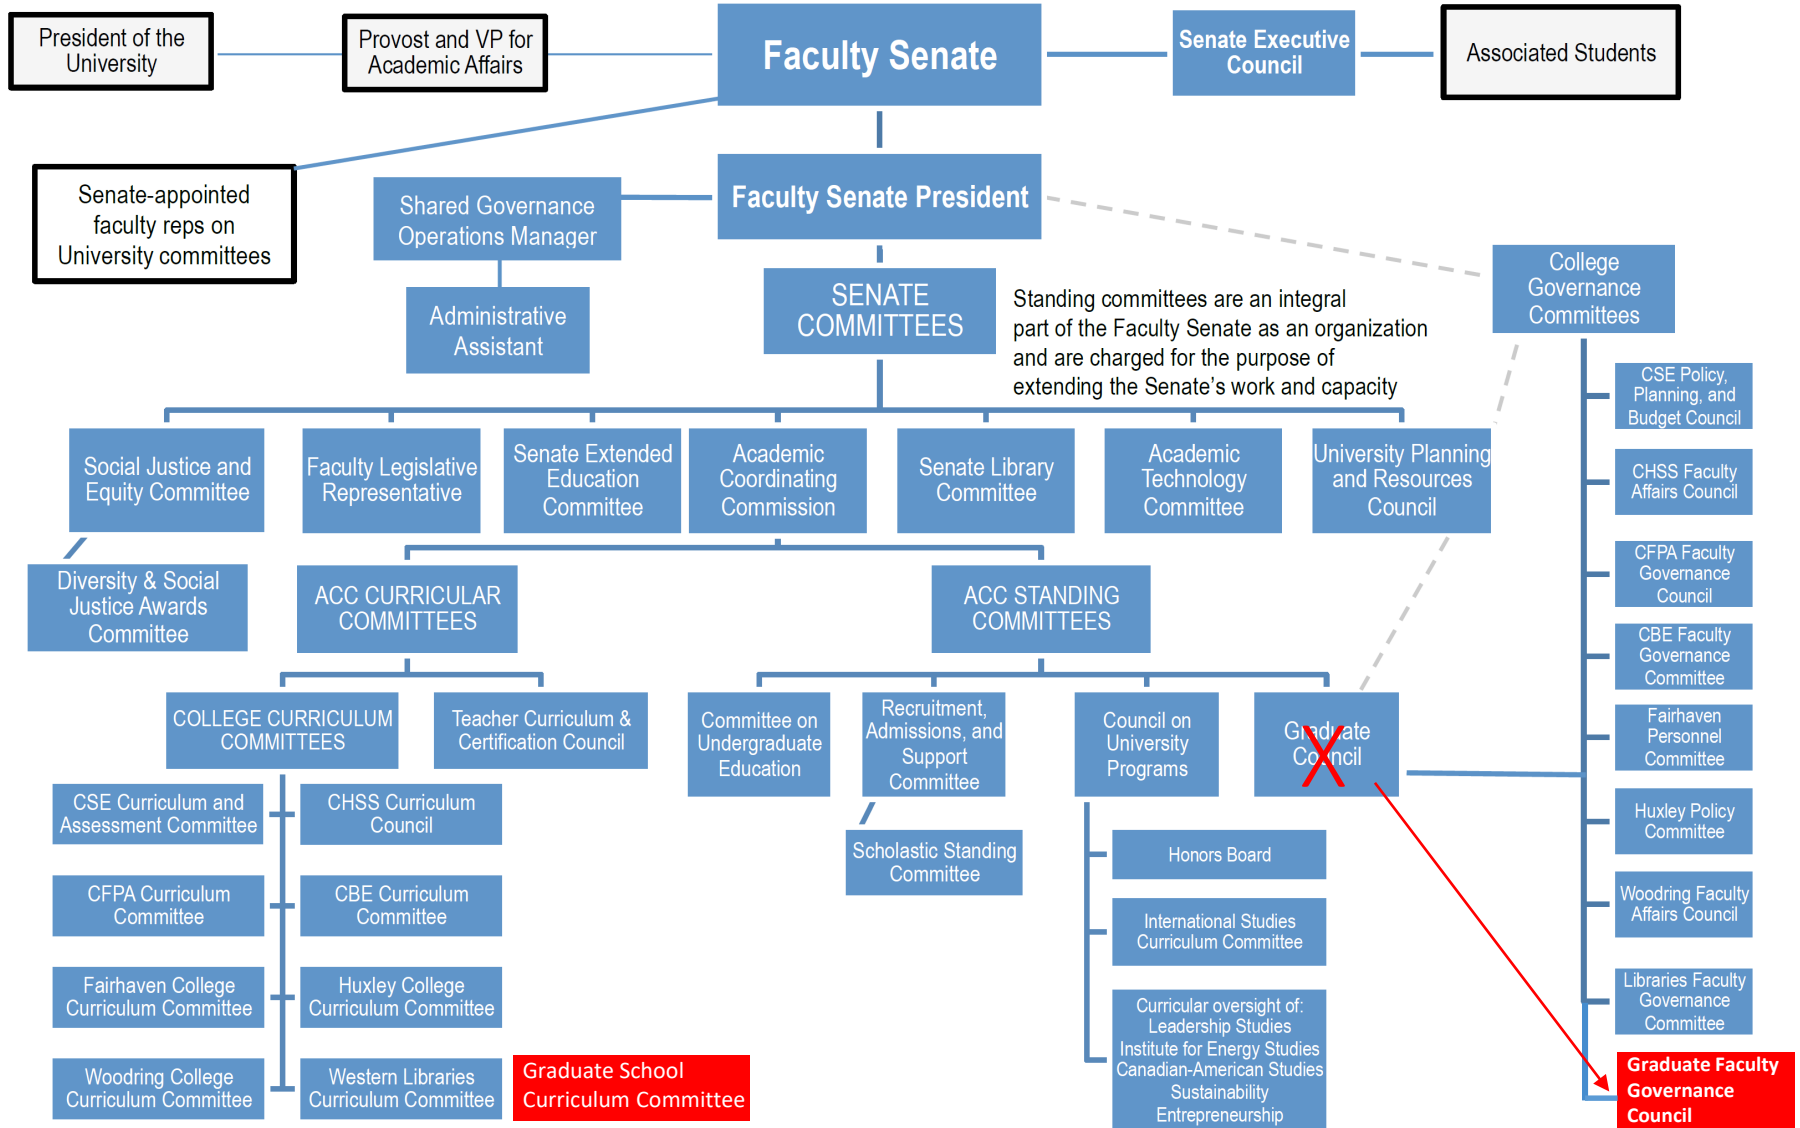 President of the
University
Provost and VP for
Academic Affairs
Faculty Senate
Senate Executive
Council
Associated Students
Senate-appointed
faculty reps on
University committees
Shared Governance
Operations Manager
Faculty Senate President
Administrative
Assistant
SENATE
COMMITTEES
Standing committees are an integral
part of the Faculty Senate as an organization
and are charged for the purpose of
extending the Senate's work and capacity
College
Governance
Committees
CSE Policy,
Planning, and
Budget Council
CHSS Faculty
Affairs Council
CFPA Faculty
Governance
Council
CBE Faculty
Governance
Committee
Fairhaven
Personnel
Committee
Huxley Policy
Committee
Woodring Faculty
Affairs Council
Libraries Faculty
Governance
Committee
Graduate Faculty
Governance
Council
Social Justice and
Equity Committee
Faculty Legislative
Representative
Senate Extended
Education
Committee
Academic
Coordinating
Commission
Senate Library
Committee
Academic
Technology
Committee
University Planning
and Resources
Council
Diversity & Social
Justice Awards
Committee
ACC CURRICULAR
COMMITTEES
ACC STANDING
COMMITTEES
COLLEGE CURRICULUM
COMMITTEES
Teacher Curriculum &
Certification Council
Committee on
Undergraduate
Education
Recruitment,
Admissions, and
Support
Committee
Council on
University
Programs
Graduate
Council
X
CSE Curriculum and
Assessment Committee
CHSS Curriculum
Council
CFPA Curriculum
Committee
CBE Curriculum
Committee
Fairhaven College
Curriculum Committee
Huxley College
Curriculum Committee
Woodring College
Curriculum Committee
Western Libraries
Curriculum Committee
Graduate School
Curriculum Committee
Scholastic Standing
Committee
Honors Board
International Studies
Curriculum Committee
Curricular oversight of:
Leadership Studies
Institute for Energy Studies
Canadian-American Studies
Sustainability
Entrepreneurship